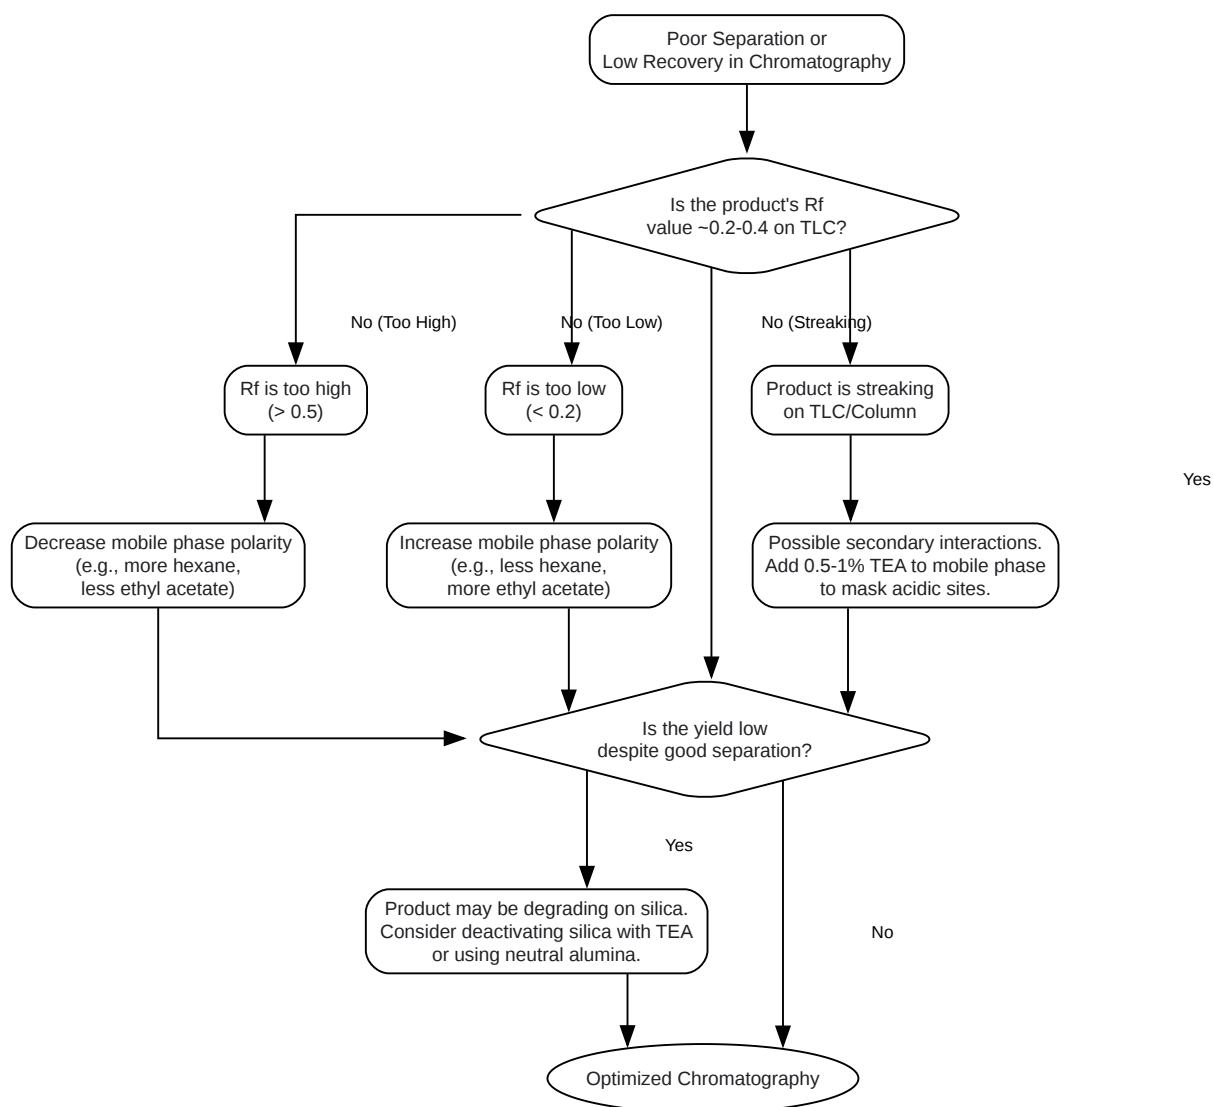 Poor Separation or
Low Recovery in Chromatography
Is the product's Rf
value ~0.2-0.4 on TLC?
No (Too High)
No (Too Low)
No (Streaking)
Rf is too high
(> 0.5)
Rf is too low
(< 0.2)
Product is streaking
on TLC/Column
Yes
Decrease mobile phase polarity
(e.g., more hexane,
less ethyl acetate)
Increase mobile phase polarity
(e.g., less hexane,
more ethyl acetate)
Possible secondary interactions.
Add 0.5-1% TEA to mobile phase
to mask acidic sites.
Is the yield low
despite good separation?
Yes
Product may be degrading on silica.
Consider deactivating silica with TEA
or using neutral alumina.
No
Optimized Chromatography